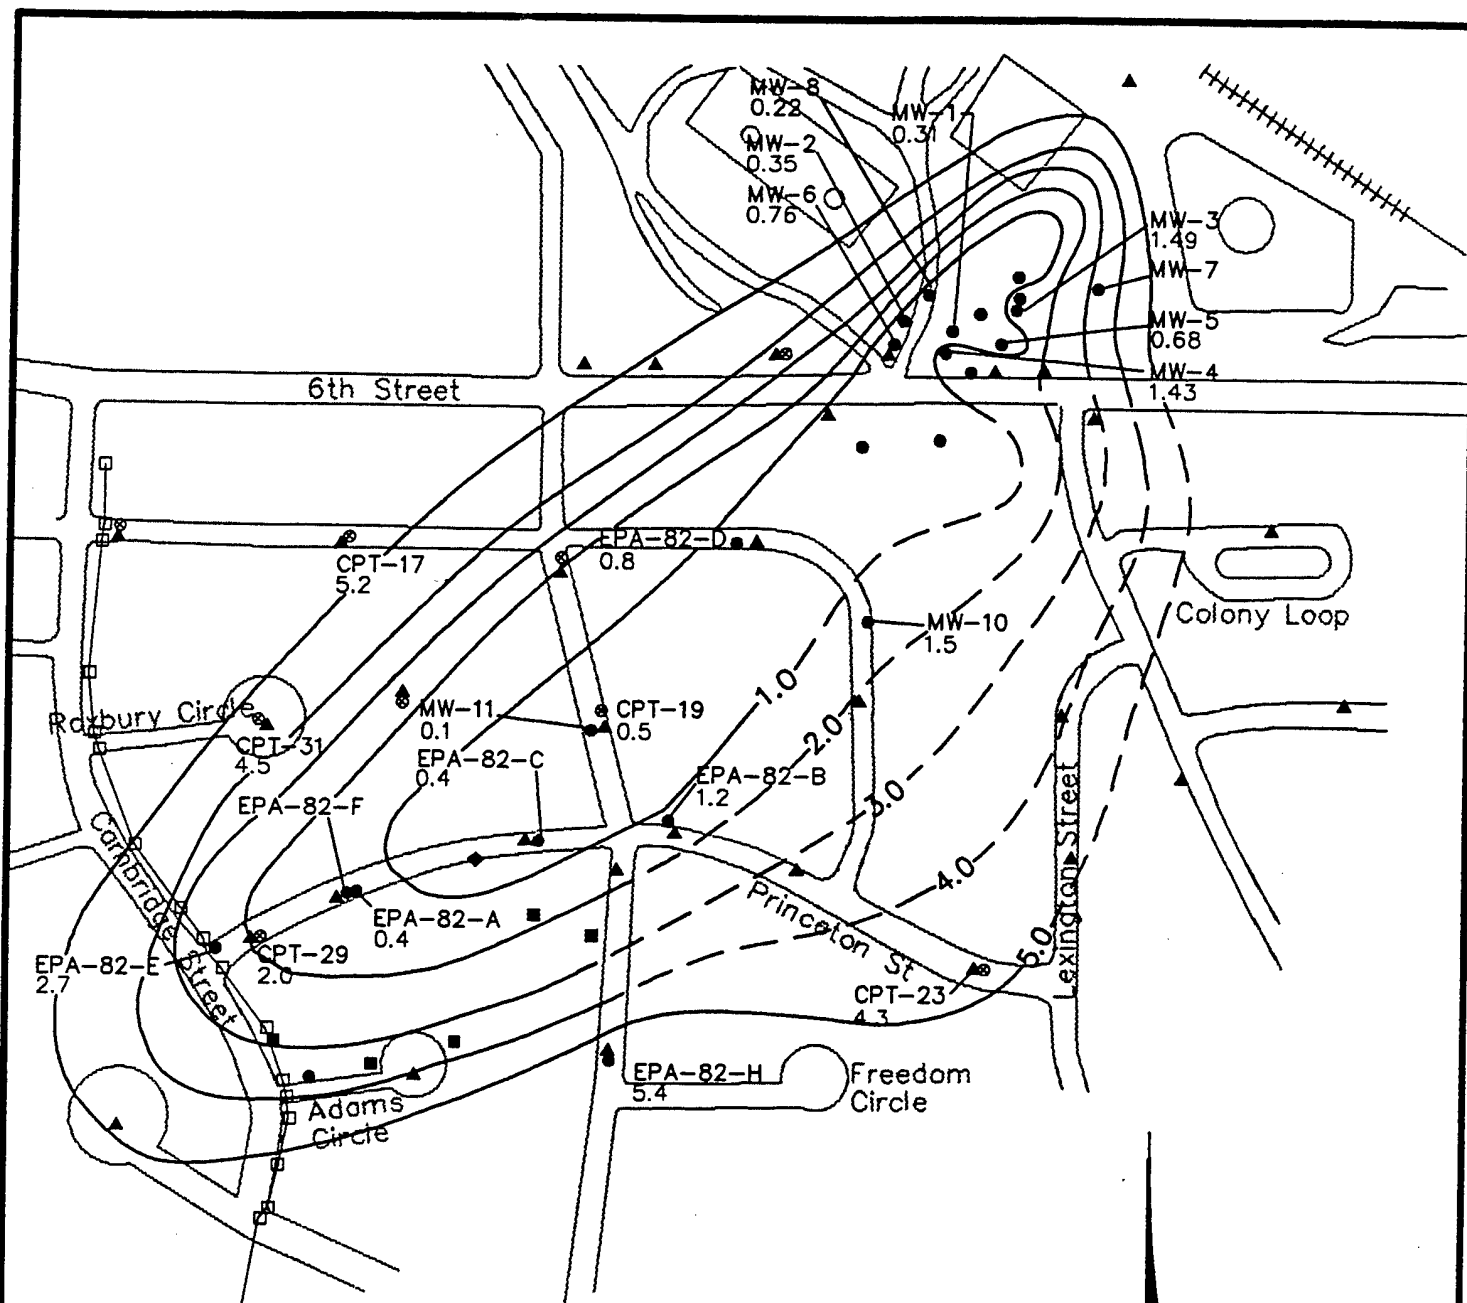 MW-8
0.22
MW-1
0.31
MW-2
0.35
MW-6
0.76
MW-3
1.49
MW-7
MW-5
0.68
MW-4
1.43
6th Street
EPA-82-D
0.8
CPT-17
5.2
Colony Loop
MW-10
1.5
1.0
Roxbury Circle
MW-11
0.1
CPT-19
0.5
2.0
CPT-31
4.5
EPA-82-C
0.4
EPA-82-B
1.2
3.0
EPA-82-F
Lexington Street
Cambridge Street
4.0
Princeton St
EPA-82-A
0.4
5.0
CPT-29
2.0
EPA-82-E
2.7
CPT-23
4.3
EPA-82-H
5.4
Freedom
Circle
Adams
Circle